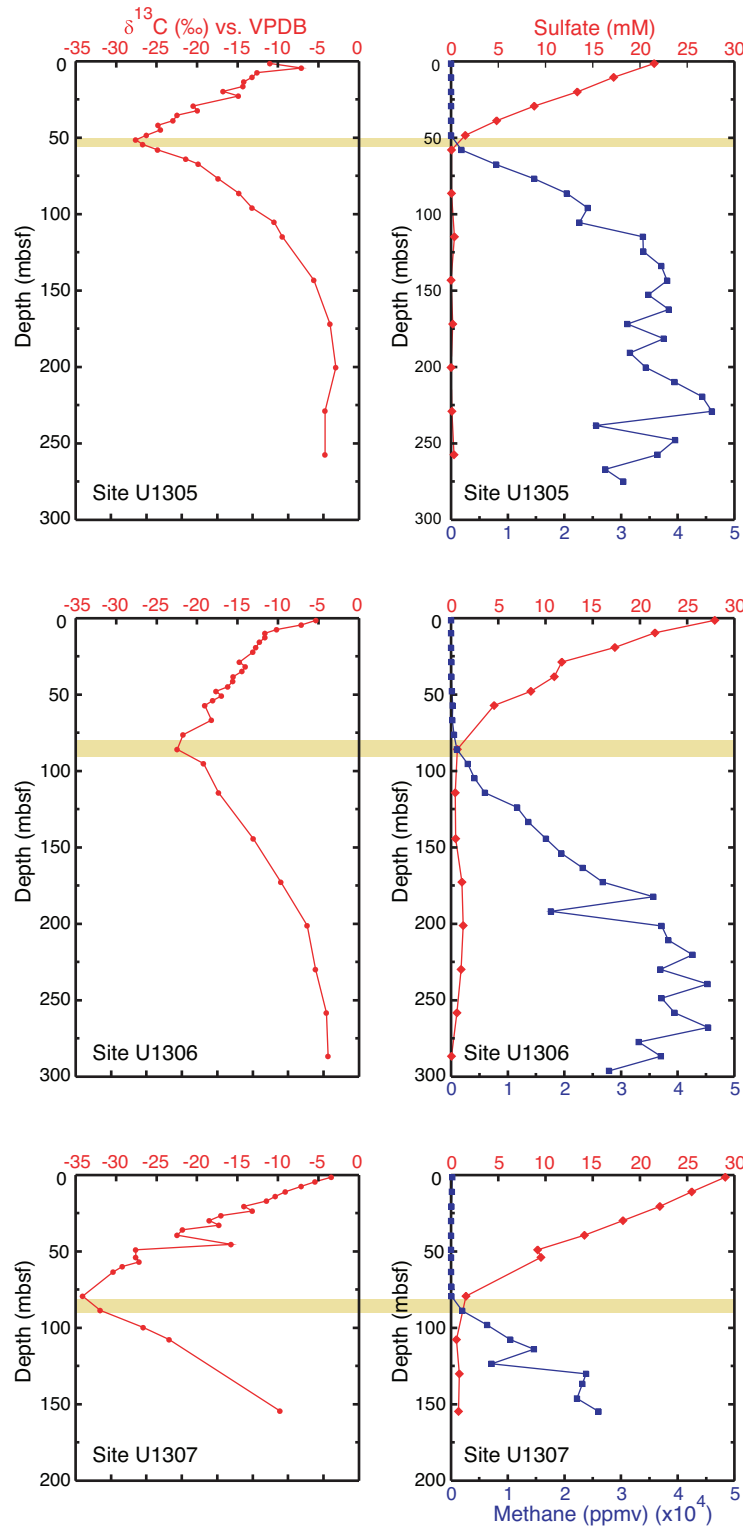 δ13C (‰) vs. VPDB
Sulfate (mM)
-35 -30 -25 -20 -15 -10 -5 0
0 5 10 15 20 25 30
0
50
100
150
200
250
300
Depth (mbsf)
Site U1305
0
50
100
150
200
250
300
Depth (mbsf)
Site U1305
0 1 2 3 4 5
-35 -30 -25 -20 -15 -10 -5 0
0 5 10 15 20 25 30
0
50
100
150
200
250
300
Depth (mbsf)
Site U1306
0
50
100
150
200
250
300
Depth (mbsf)
Site U1306
0 1 2 3 4 5
-35 -30 -25 -20 -15 -10 -5 0
0 5 10 15 20 25 30
0
50
100
150
200
Depth (mbsf)
Site U1307
0
50
100
150
200
Depth (mbsf)
Site U1307
0 1 2 3 4 5
Methane (ppmv) (x10⁴)